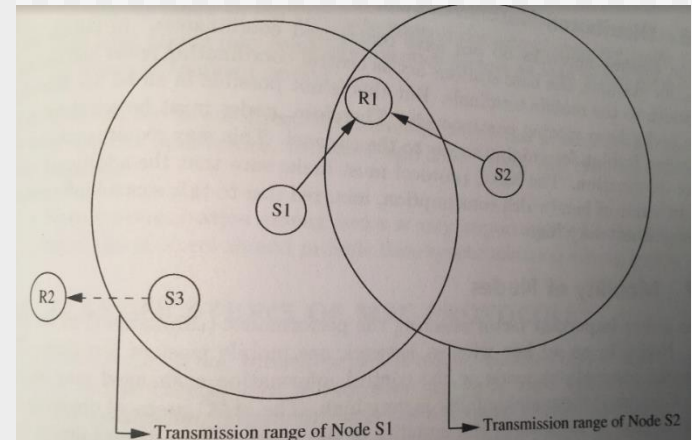 R1
S2
S1
R2
S3
Transmission range of Node S1
Transmission range of Node S2